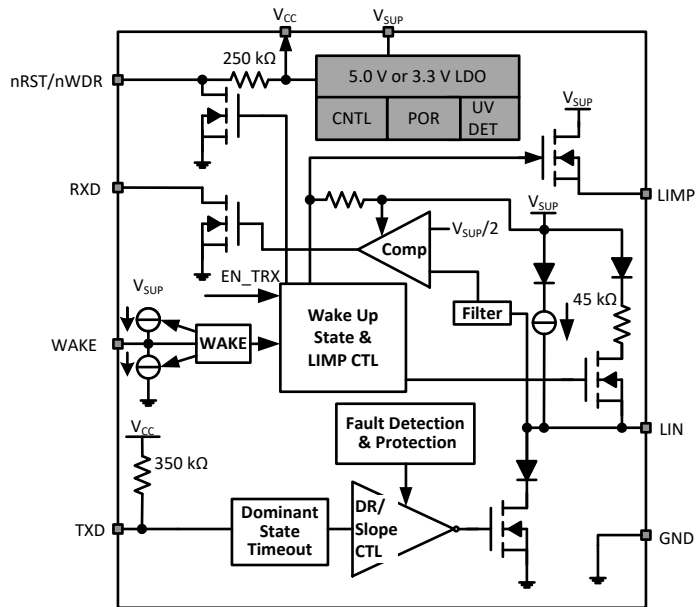 VCC
VSUP
250 kΩ
nRST/nWDR
5.0 V or 3.3 V LDO
CNTL
POR
UV
DET
VSUP
RXD
LIMP
VSUP
Comp
VSUP/2
EN_TRX
VSUP
Wake Up
State &
LIMP CTL
Filter
45 kΩ
WAKE
WAKE
VCC
Fault Detection
& Protection
LIN
350 kΩ
TXD
Dominant
State
Timeout
DR/
Slope
CTL
GND